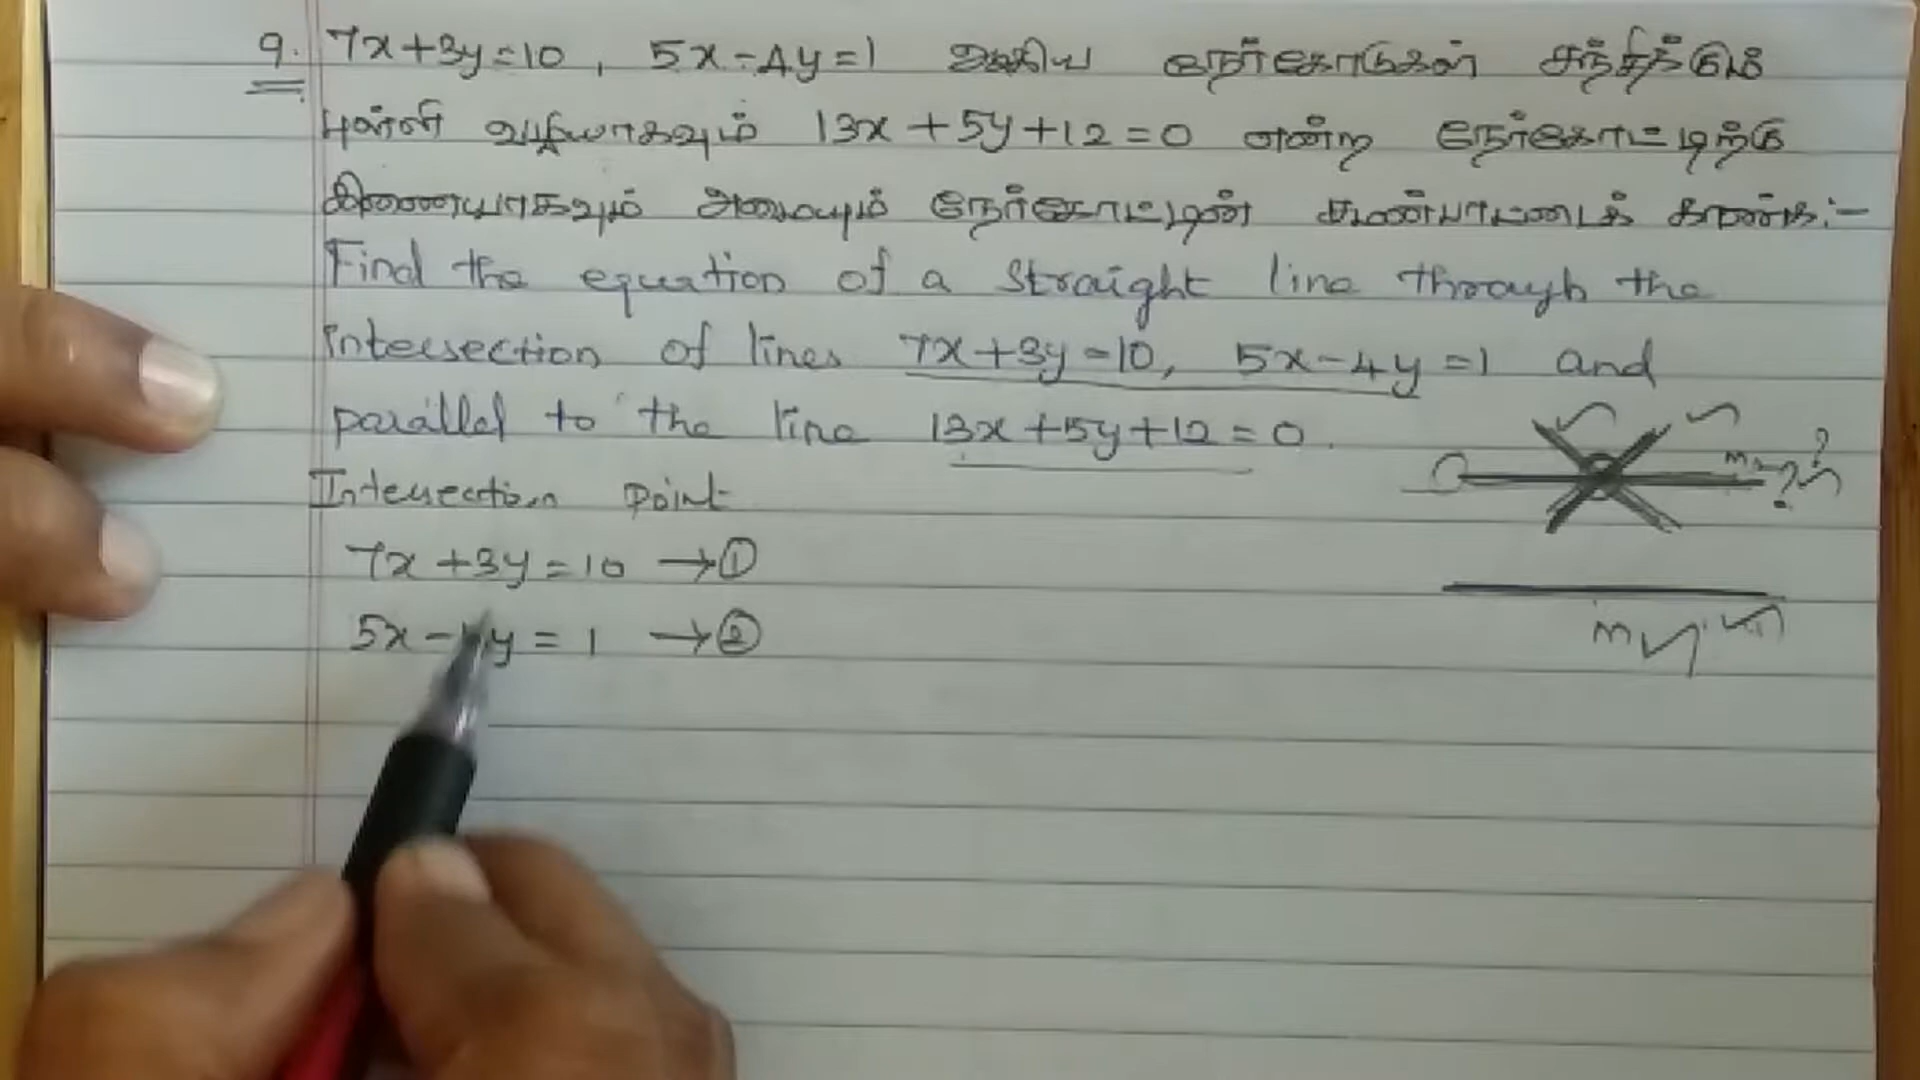 9. 7x+3y=10, 5x-4y=1 ஆகிய நேர்கோடுகள் சந்திக்கும்
புள்ளி வழியாகவும் 13x+5y+12=0 என்ற நேர்கோட்டிற்கு
இணையாகவும் அமையும் நேர்கோட்டின் சமன்பாட்டைக் காண்க:-
Find the equation of a straight line through the
intersection of lines 7x+3y=10, 5x-4y=1 and
parallel to the line 13x+5y+12=0.
Intersection Point
7x+3y=10 →①
5x-4y=1 →②